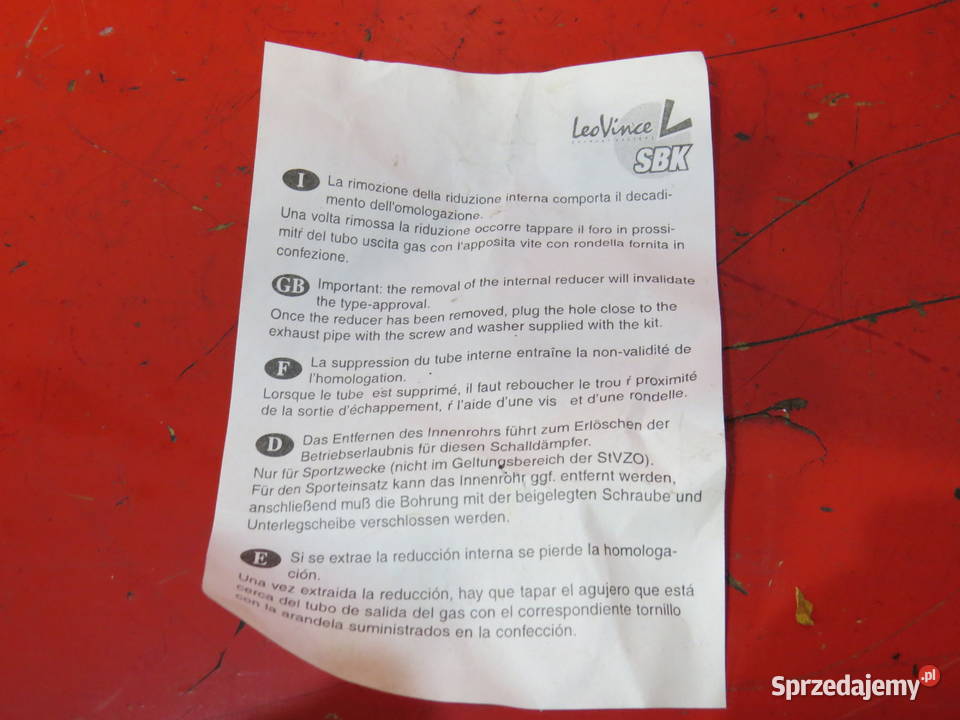 LeoVince
SBK
I La rimozione della riduzione interna comporta il decadi-
mento dell'omologazione.
Una volta rimossa la riduzione occorre tappare il foro in prossi-
mitŕ del tubo uscita gas con l'apposita vite con rondella fornita in
confezione.
GB Important: the removal of the internal reducer will invalidate
the type-approval.
Once the reducer has been removed, plug the hole close to the
exhaust pipe with the screw and washer supplied with the kit.
F La suppression du tube interne entraîne la non-validité de
l'homologation.
Lorsque le tube est supprimé, il faut reboucher le trou ŕ proximité
de la sortie d'échappement, ŕ l'aide d'une vis et d'une rondelle.
D Das Entfernen des Innenrohrs führt zum Erlöschen der
Betriebserlaubnis für diesen Schalldämpfer.
Nur für Sportzwecke (nicht im Geltungsbereich der StVZO).
Für den Sporteinsatz kann das Innenrohr ggf. entfernt werden,
anschließend muß die Bohrung mit der beigelegten Schraube und
Unterlegscheibe verschlossen werden.
E Si se extrae la reducción interna se pierde la homologa-
ción.
Una vez extraida la reducción, hay que tapar el agujero que está
cerca del tubo de salida del gas con el correspondiente tornillo
con la arandela suministrados en la confección.
Sprzedajemy.pl